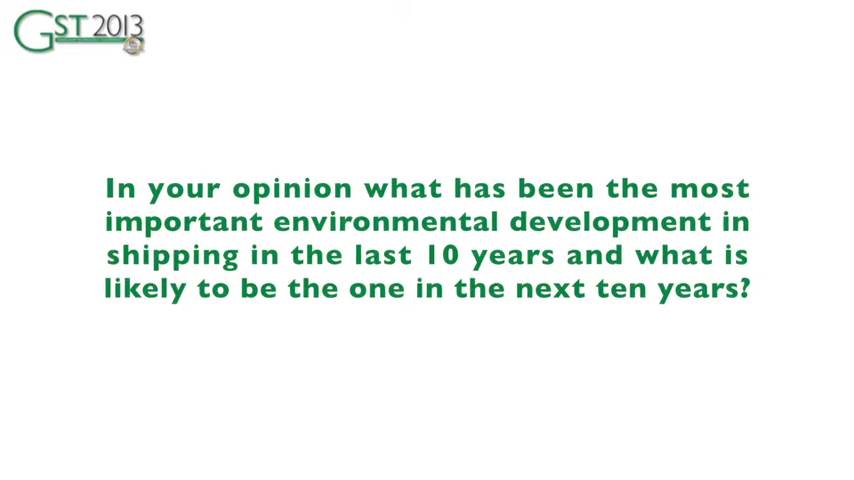 GST 2013
In your opinion what has been the most
important environmental development in
shipping in the last 10 years and what is
likely to be the one in the next ten years?